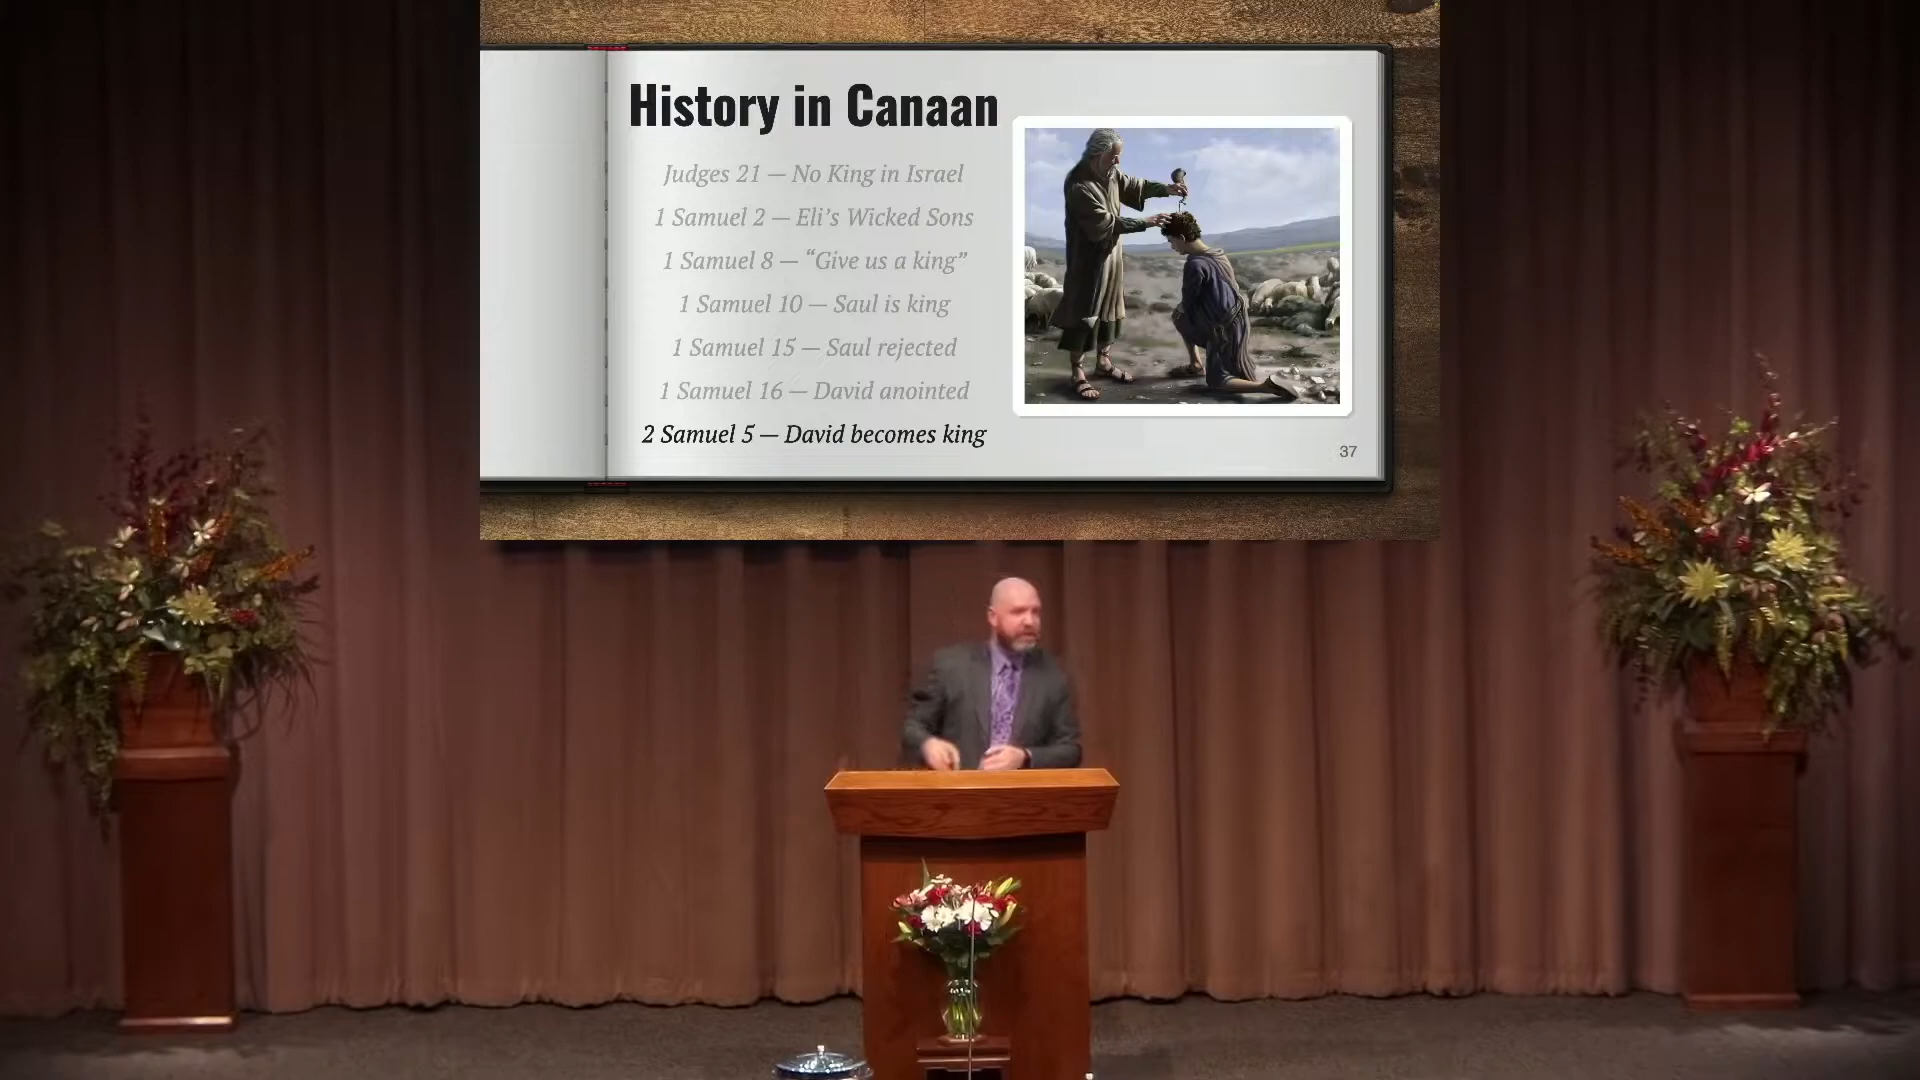 History in Canaan
Judges 21 — No King in Israel
1 Samuel 2 — Eli’s Wicked Sons
1 Samuel 8 — “Give us a king”
1 Samuel 10 — Saul is king
1 Samuel 15 — Saul rejected
1 Samuel 16 — David anointed
2 Samuel 5 — David becomes king
37